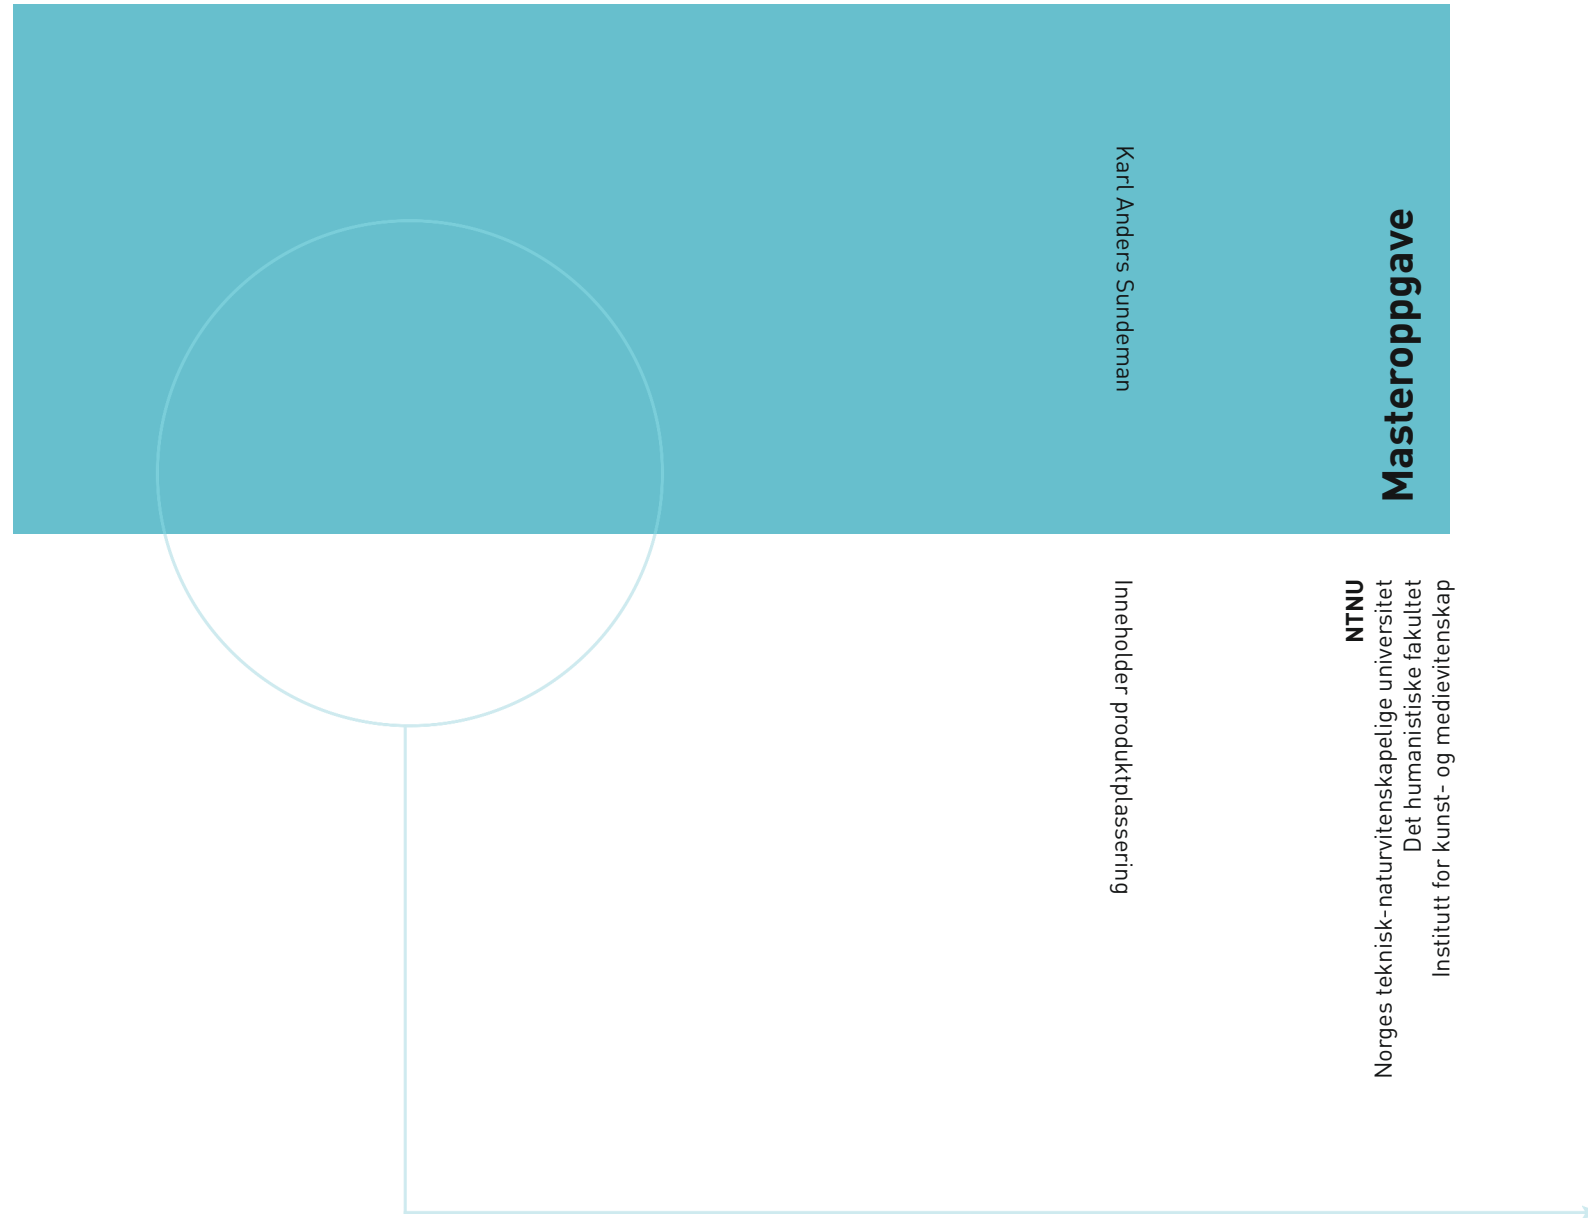 Karl Anders Sundeman
Inneholder produktplassering
Masteroppgave
NTNU
Norges teknisk-naturvitenskapelige universitet
Det humanistiske fakultet
Institutt for kunst- og medievitenskap